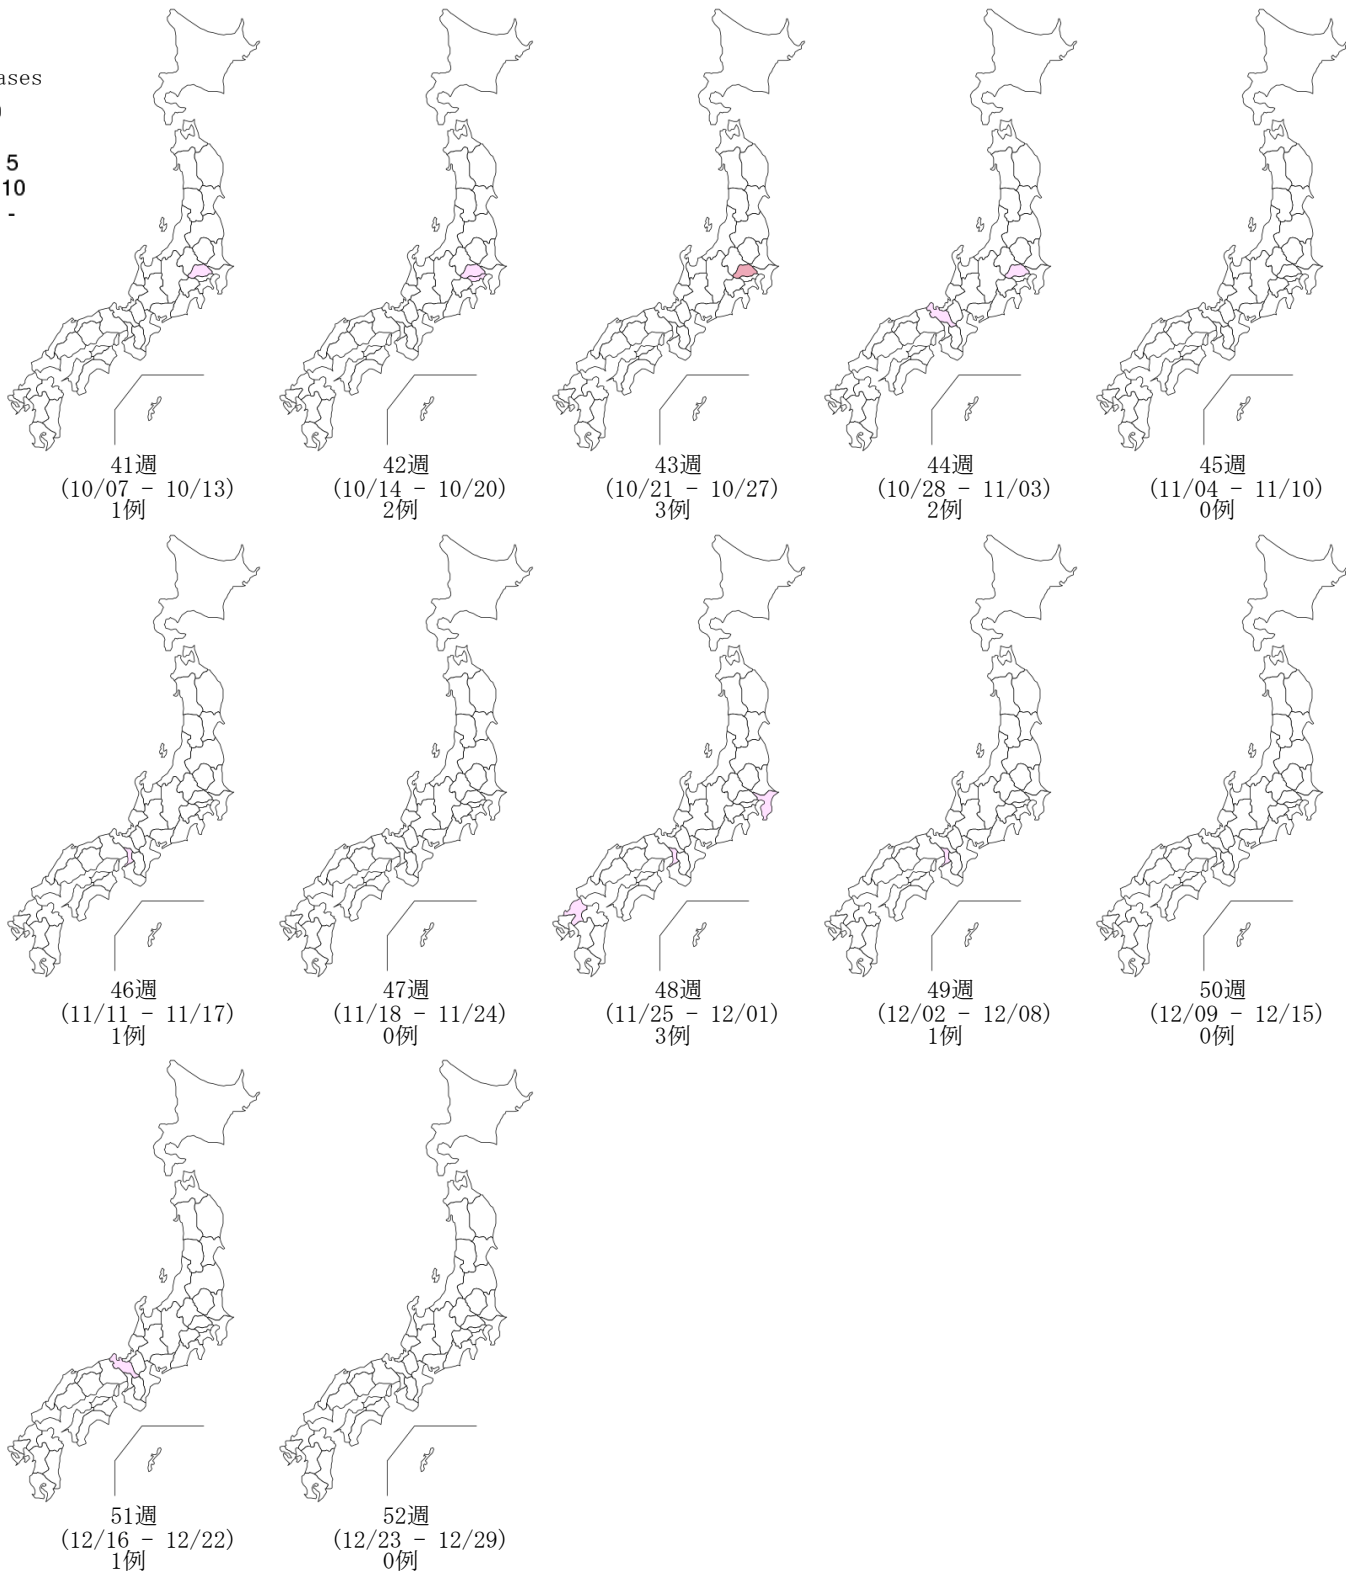 ases
5
10
-
41週
(10/07 - 10/13)
1例
42週
(10/14 - 10/20)
2例
43週
(10/21 - 10/27)
3例
44週
(10/28 - 11/03)
2例
45週
(11/04 - 11/10)
0例
46週
(11/11 - 11/17)
1例
47週
(11/18 - 11/24)
0例
48週
(11/25 - 12/01)
3例
49週
(12/02 - 12/08)
1例
50週
(12/09 - 12/15)
0例
51週
(12/16 - 12/22)
1例
52週
(12/23 - 12/29)
0例